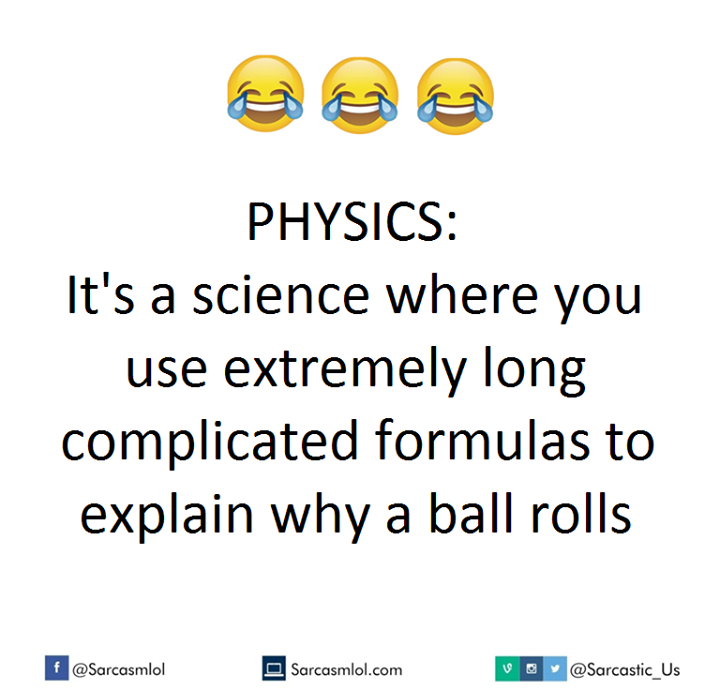 PHYSICS:
It's a science where you
use extremely long
complicated formulas to
explain why a ball rolls
@Sarcasmlol
Sarcasmlol.com
@Sarcastic_Us